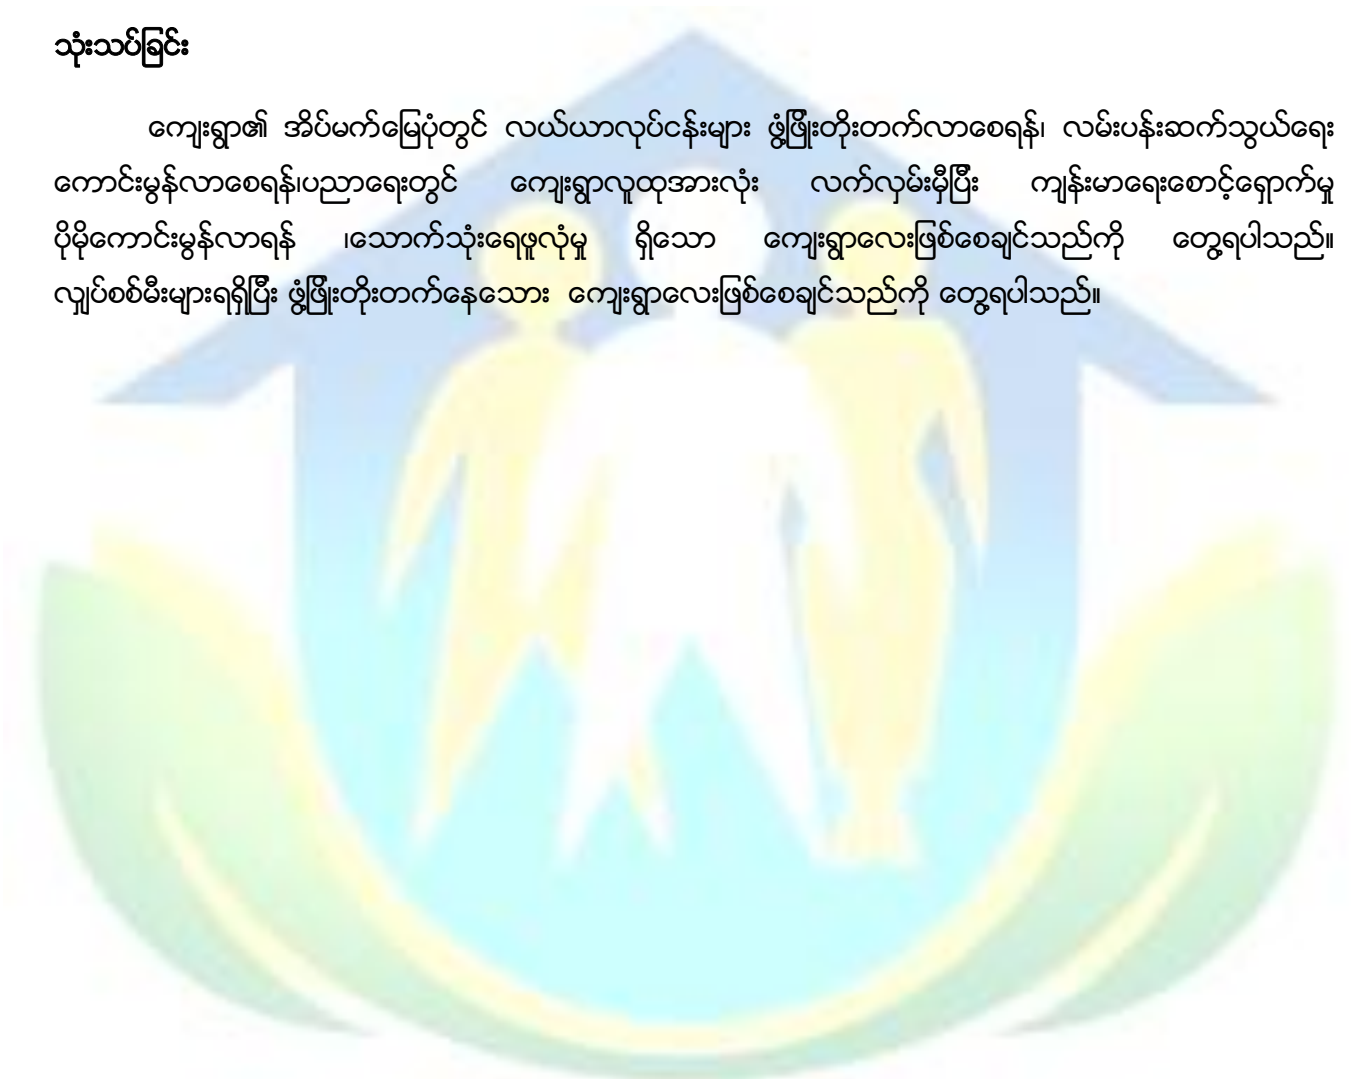 သုံးသပ်ခြင်း
ကျေးရွာ၏ အိပ်မက်မြေပုံတွင် လယ်ယာလုပ်ငန်းများ ဖွံ့ဖြိုးတိုးတက်လာစေရန်၊ လမ်းပန်းဆက်သွယ်ရေး
ကောင်းမွန်လာစေရန်၊ပညာရေးတွင် ကျေးရွာလူထုအားလုံး လက်လှမ်းမှီပြီး ကျန်းမာရေးစောင့်ရှောက်မှု
ပိုမိုကောင်းမွန်လာရန် ၊သောက်သုံးရေဖူလုံမှု ရှိသော ကျေးရွာလေးဖြစ်စေချင်သည်ကို တွေ့ရပါသည်။
လျှပ်စစ်မီးများရရှိပြီး ဖွံ့ဖြိုးတိုးတက်နေသေား ကျေးရွာလေးဖြစ်စေချင်သည်ကို တွေ့ရပါသည်။